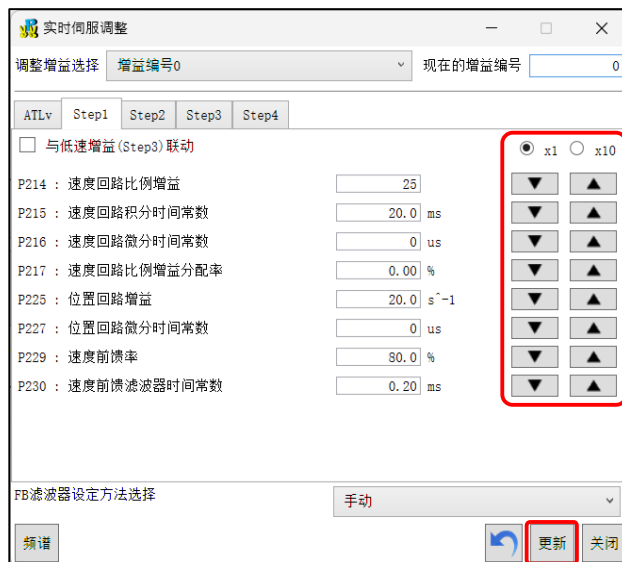 实时伺服调整
调整增益选择 增益编号0 现在的增益编号 0
ATLv Step1 Step2 Step3 Step4
与低速增益(Step3)联动 x1 x10
P214 : 速度回路比例增益 25
P215 : 速度回路积分时间常数 20.0 ms
P216 : 速度回路微分时间常数 0 us
P217 : 速度回路比例增益分配率 0.00 %
P225 : 位置回路增益 20.0 s^-1
P227 : 位置回路微分时间常数 0 us
P229 : 速度前馈率 80.0 %
P230 : 速度前馈滤波器时间常数 0.20 ms
FB滤波器设定方法选择 手动
频谱 更新 关闭